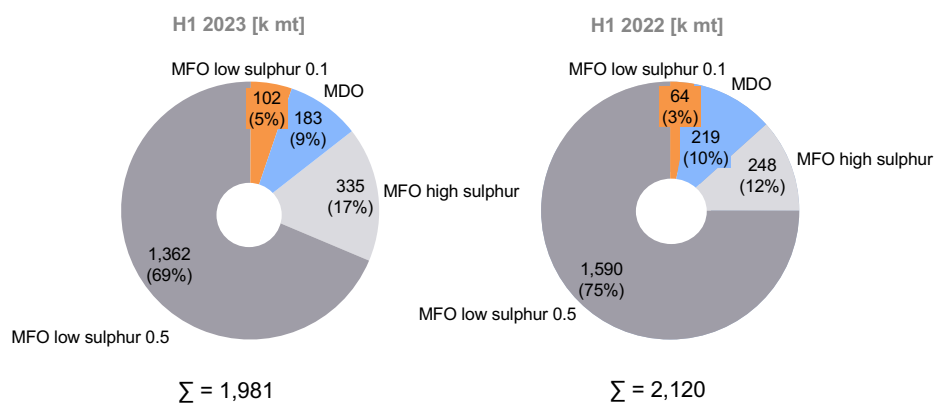 H1 2023 [k mt]
MFO low sulphur 0.1
102
(5%)
MDO
183
(9%)
335
(17%)
MFO high sulphur
1,362
(69%)
MFO low sulphur 0.5
∑ = 1,981
H1 2022 [k mt]
MFO low sulphur 0.1
64
(3%)
MDO
219
(10%)
248
(12%)
MFO high sulphur
1,590
(75%)
MFO low sulphur 0.5
∑ = 2,120